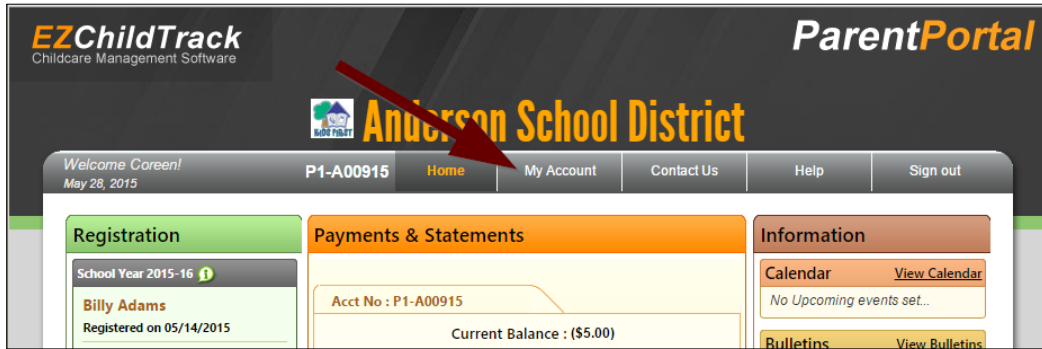 EZChildTrack
Childcare Management Software
ParentPortal
KIDS FIRST
Anderson School District
Welcome Coreen!
May 28, 2015
P1-A00915 Home My Account Contact Us Help Sign out
Registration
School Year 2015-16
Billy Adams
Registered on 05/14/2015
Payments & Statements
Acct No : P1-A00915
Current Balance : ($5.00)
Information
Calendar View Calendar
No Upcoming events set...
Bulletins View Bulletins